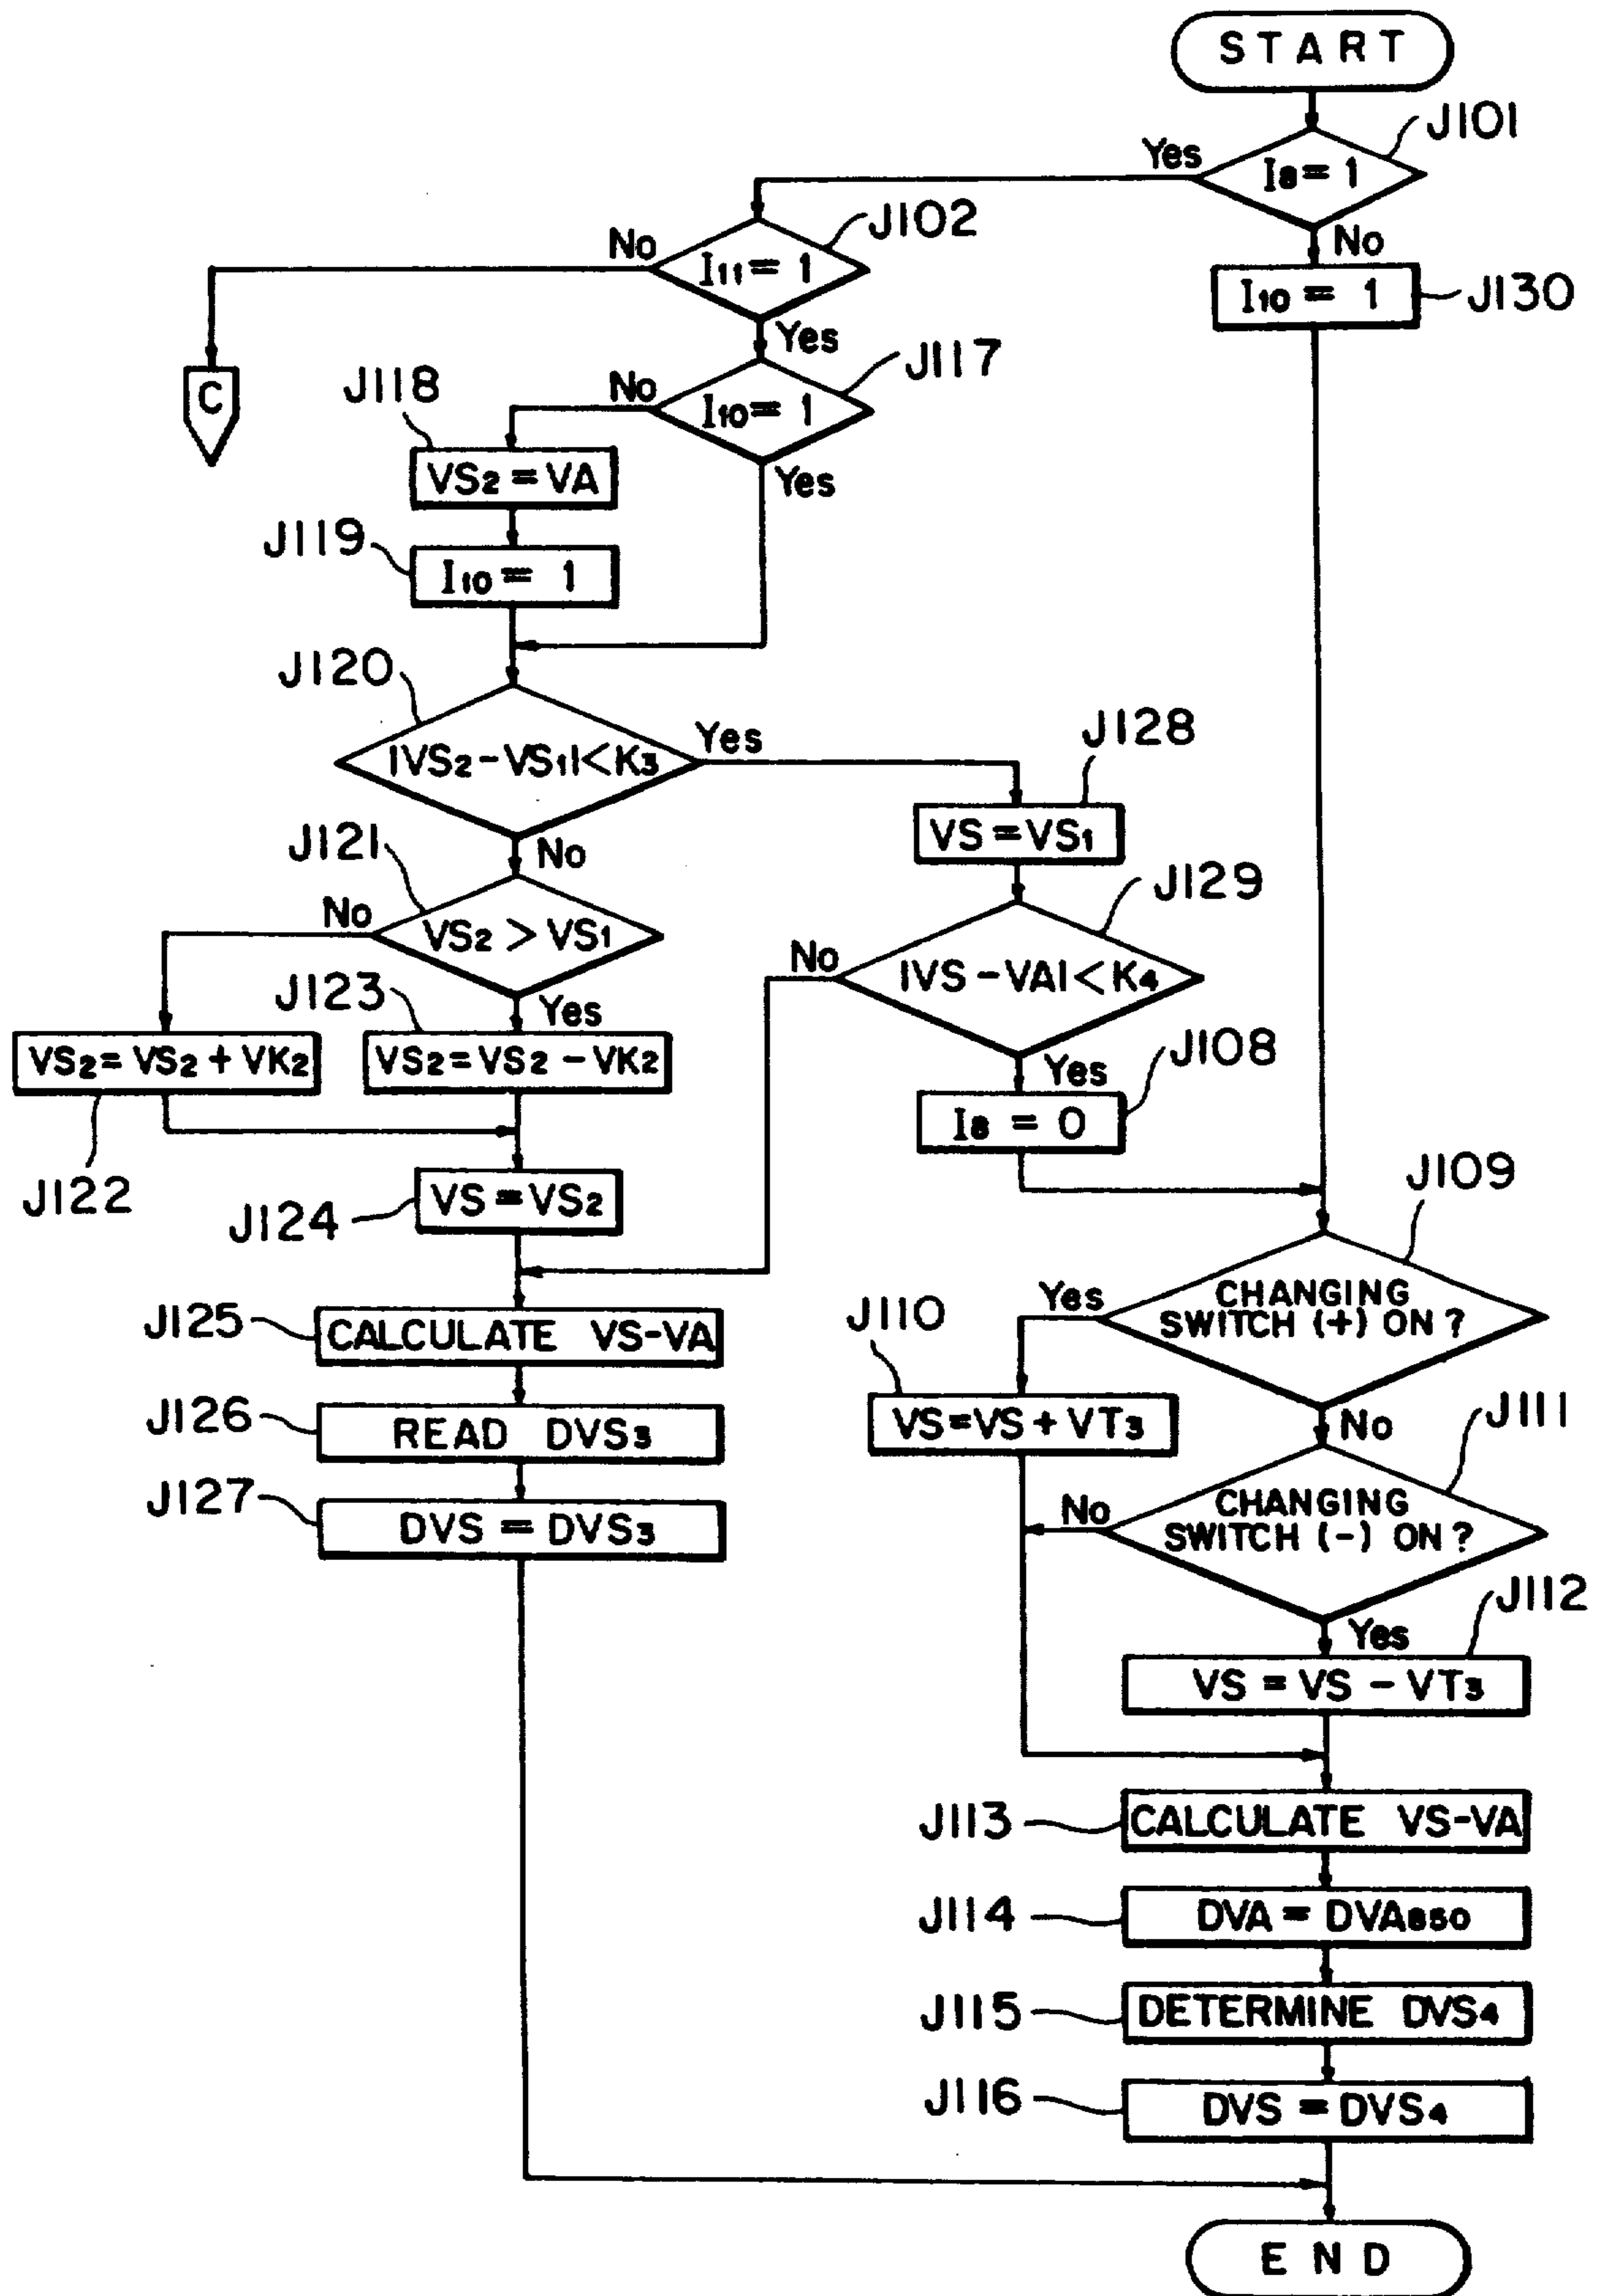 START
J101
Yes
I8 = 1
No
J102
No
I11 = 1
Yes
I10 = 1
J130
C
J117
J118
No
I10 = 1
Yes
VS2 = VA
J119
I10 = 1
J120
|VS2-VS1|<K3
Yes
J128
VS=VS1
No
J121
No
VS2 > VS1
Yes
J129
No
|VS-VA|<K4
Yes
J123
VS2=VS2+VK2
VS2=VS2-VK2
J108
I8 = 0
J122
J124
VS=VS2
J109
Yes
CHANGING
SWITCH (+) ON ?
No
J125
CALCULATE VS-VA
J110
VS=VS+VT3
J126
READ DVS3
J111
No
CHANGING
SWITCH (-) ON ?
Yes
J127
DVS = DVS3
J112
VS = VS - VT3
J113
CALCULATE VS-VA
J114
DVA = DVA850
J115
DETERMINE DVS4
J116
DVS = DVS4
END